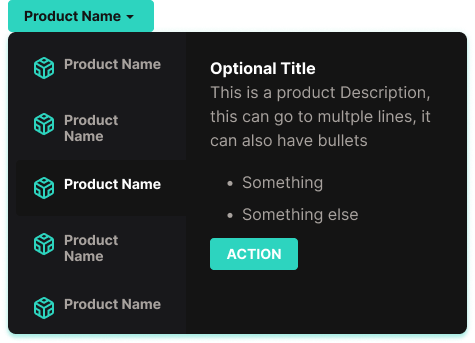 Product Name
Product Name
Product
Name
Product Name
Product
Name
Product Name
Optional Title
This is a product Description,
this can go to multple lines, it
can also have bullets
• Something
• Something else
ACTION